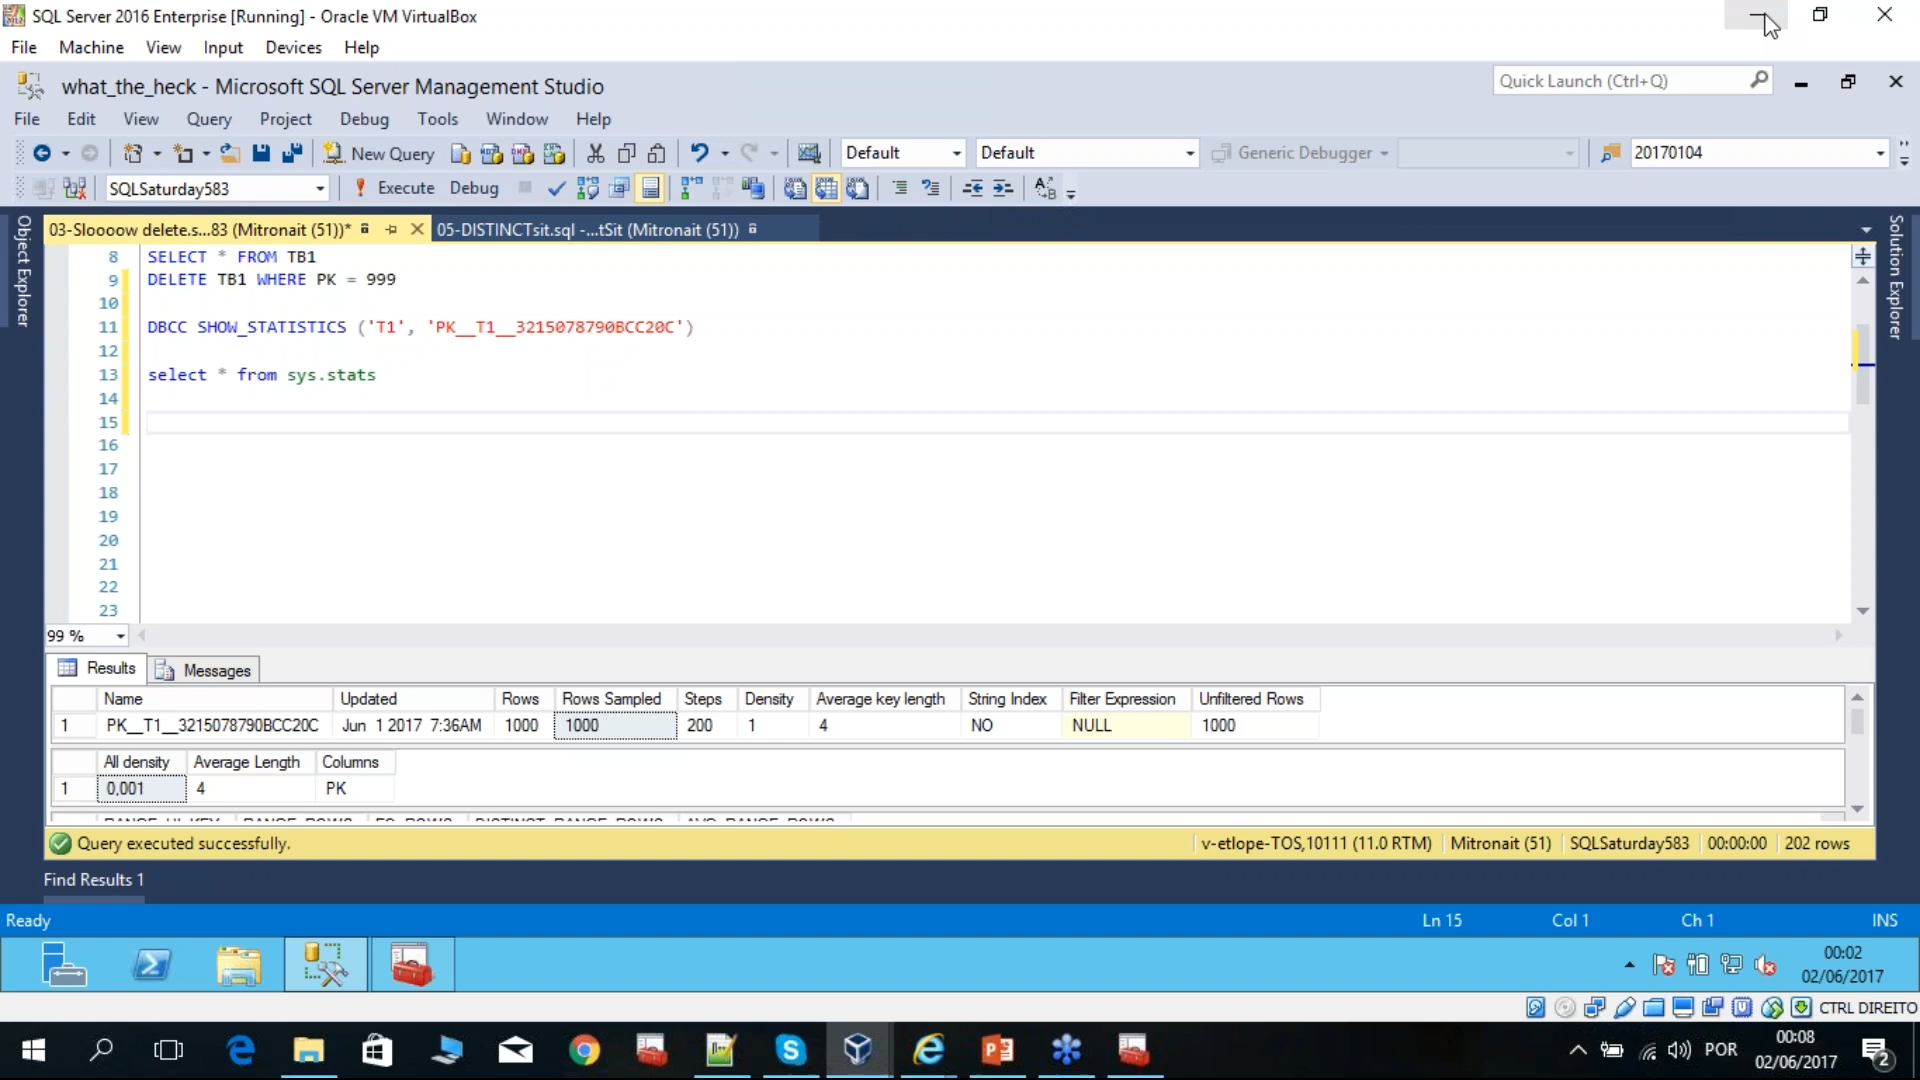 SQL Server 2016 Enterprise [Running] - Oracle VM VirtualBox
File Machine View Input Devices Help
what_the_heck - Microsoft SQL Server Management Studio
Quick Launch (Ctrl+Q)
File Edit View Query Project Debug Tools Window Help
New Query Default Default Generic Debugger 20170104
SQLSaturday583 Execute Debug
03-Sloooow delete.s...83 (Mitronait (51))* 05-DISTINCTsit.sql -...tSit (Mitronait (51))
Object Explorer
Solution Explorer
8 SELECT * FROM TB1
9 DELETE TB1 WHERE PK = 999
10
11 DBCC SHOW_STATISTICS ('T1', 'PK__T1__3215078790BCC20C')
12
13 select * from sys.stats
14
15
16
17
18
19
20
21
22
23
99 %
Results Messages
Name Updated Rows Rows Sampled Steps Density Average key length String Index Filter Expression Unfiltered Rows
1 PK__T1__3215078790BCC20C Jun 1 2017 7:36AM 1000 1000 200 1 4 NO NULL 1000
All density Average Length Columns
1 0,001 4 PK
Query executed successfully. v-etlope-TOS,10111 (11.0 RTM) Mitronait (51) SQLSaturday583 00:00:00 202 rows
Find Results 1
Ready Ln 15 Col 1 Ch 1 INS
00:02
02/06/2017
CTRL DIREITO
POR
00:08
02/06/2017
2